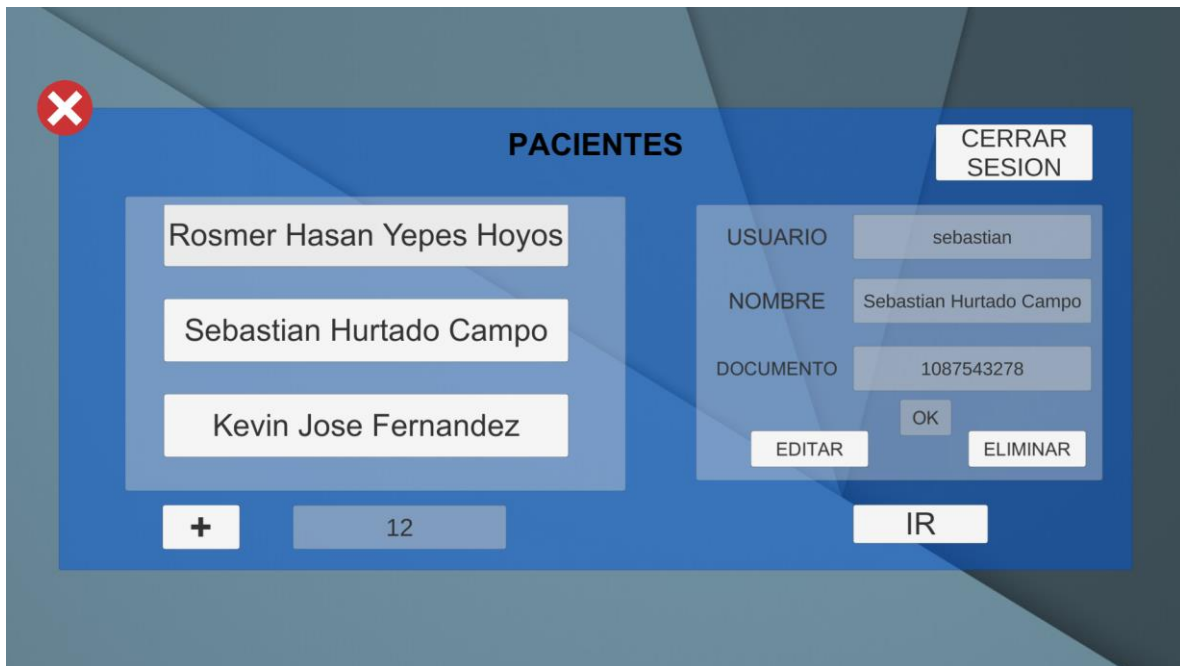 PACIENTES
CERRAR
SESION
Rosmer Hasan Yepes Hoyos
Sebastian Hurtado Campo
Kevin Jose Fernandez
+
12
USUARIO sebastian
NOMBRE Sebastian Hurtado Campo
DOCUMENTO 1087543278
OK
EDITAR ELIMINAR
IR